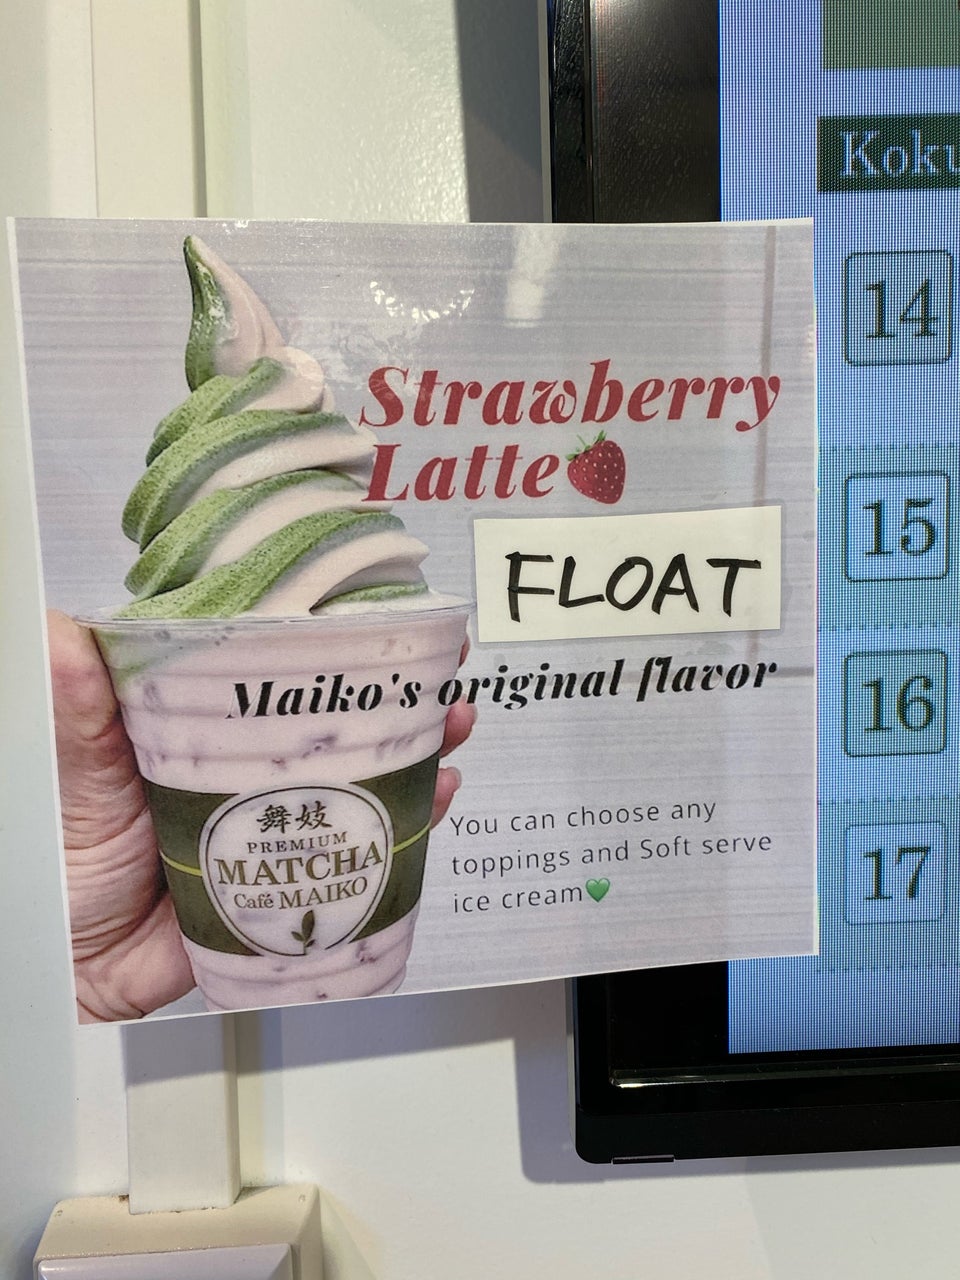 Strawberry
Latte🍓
FLOAT
Maiko's original flavor
You can choose any
toppings and Soft serve
ice cream💚
舞妓
PREMIUM
MATCHA
Café MAIKO
14
15
16
17